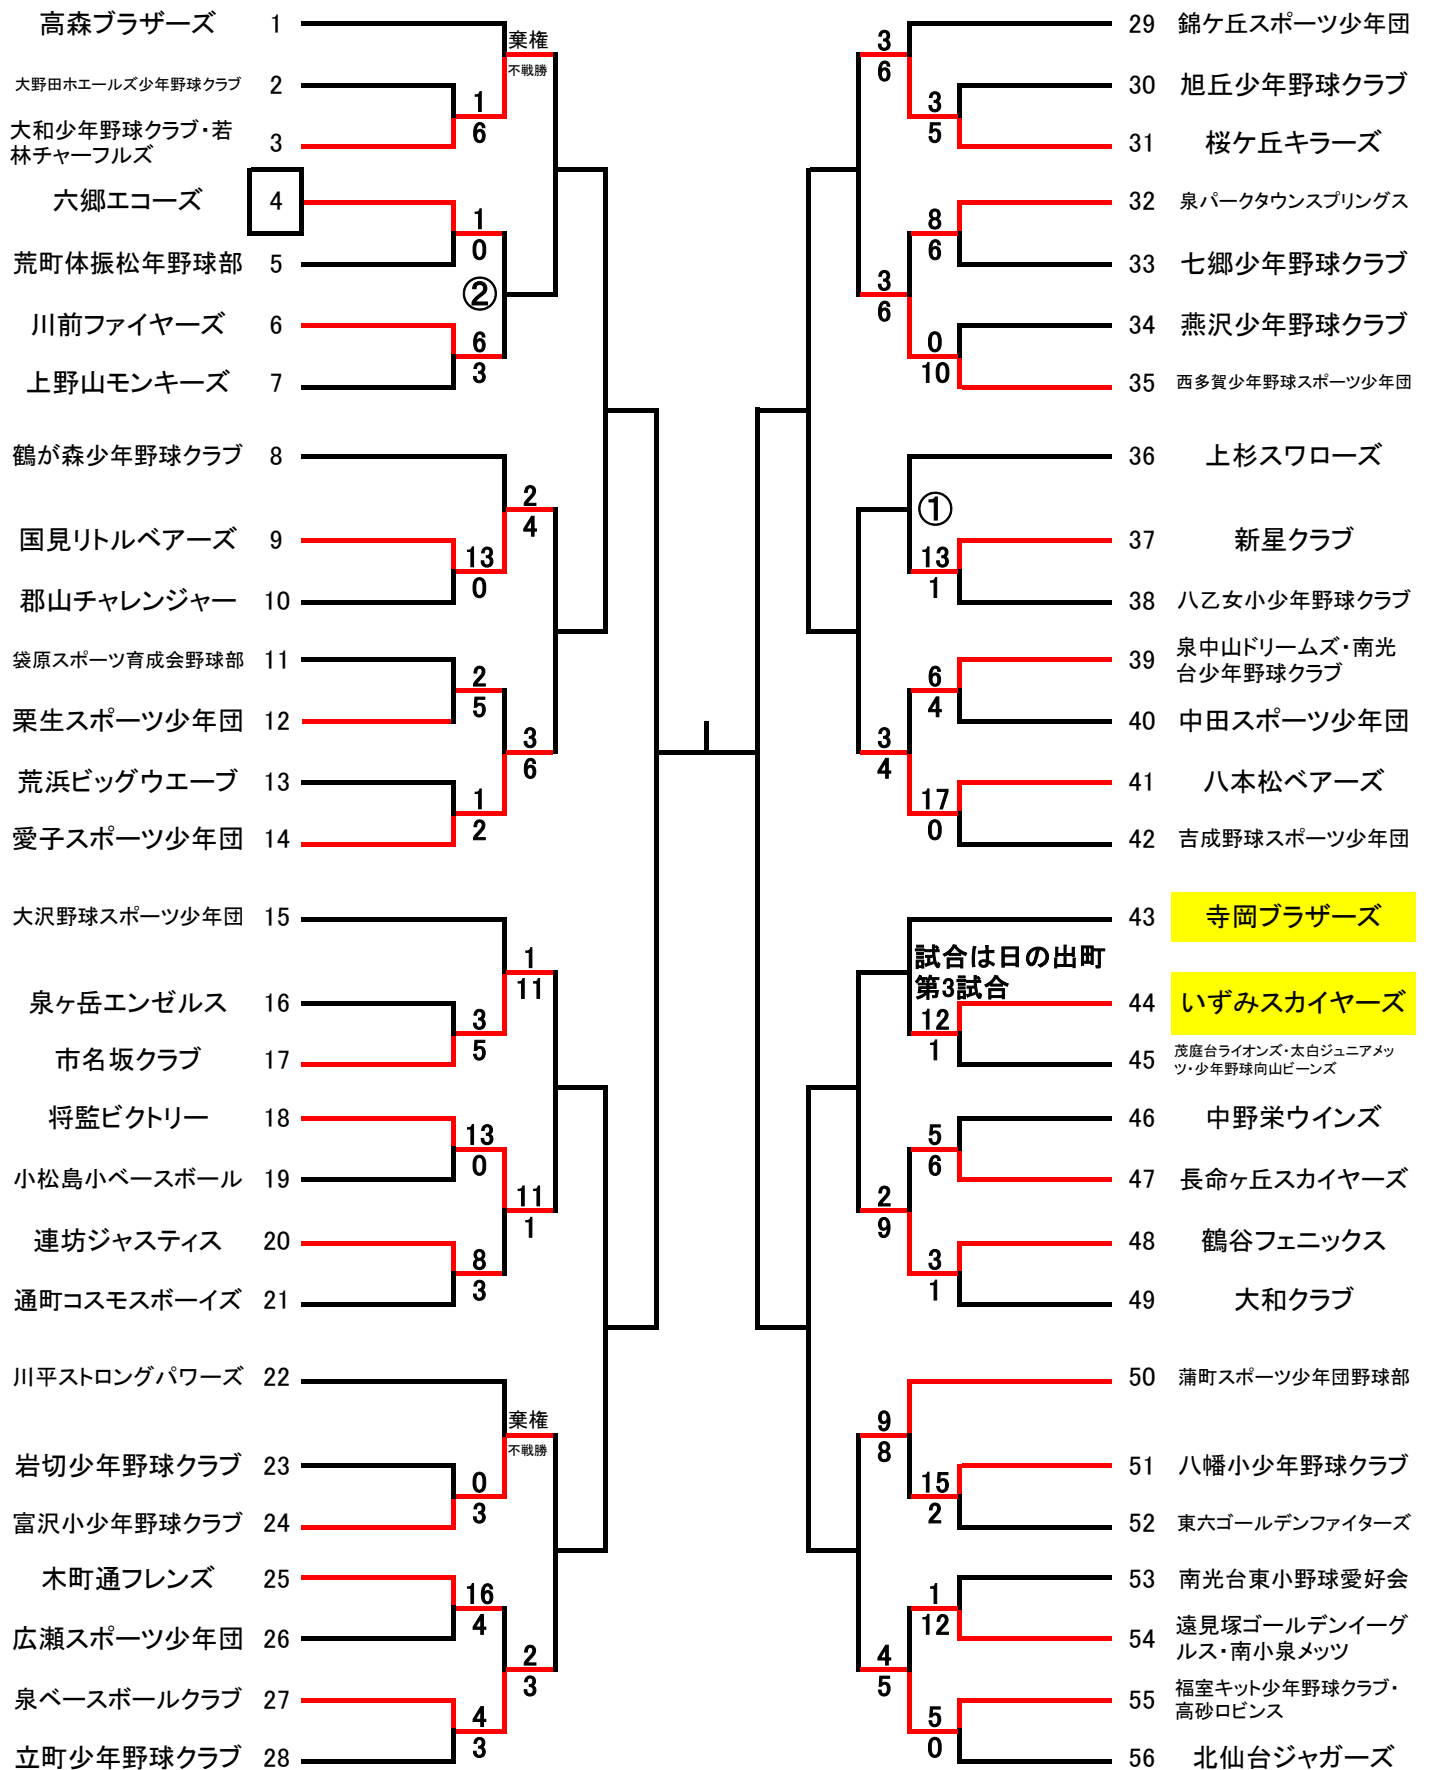 高森ブラザーズ 1
棄権
不戦勝
大野田ホエールズ少年野球クラブ 2
1
6
大和少年野球クラブ・若
林チャーフルズ 3
六郷エコーズ 4
1
0
荒町体振松年野球部 5
②
川前ファイヤーズ 6
6
3
上野山モンキーズ 7
鶴が森少年野球クラブ 8
2
4
国見リトルベアーズ 9
13
0
郡山チャレンジャー 10
袋原スポーツ育成会野球部 11
2
5
栗生スポーツ少年団 12
3
6
荒浜ビッグウエーブ 13
1
2
愛子スポーツ少年団 14
大沢野球スポーツ少年団 15
1
11
泉ヶ岳エンゼルス 16
3
5
市名坂クラブ 17
将監ビクトリー 18
13
0
小松島小ベースボール 19
11
1
連坊ジャスティス 20
8
3
通町コスモスボーイズ 21
川平ストロングパワーズ 22
棄権
不戦勝
岩切少年野球クラブ 23
0
3
富沢小少年野球クラブ 24
木町通フレンズ 25
16
4
広瀬スポーツ少年団 26
2
3
泉ベースボールクラブ 27
4
3
立町少年野球クラブ 28
29 錦ケ丘スポーツ少年団
3
6
30 旭丘少年野球クラブ
3
5
31 桜ケ丘キラーズ
32 泉パークタウンスプリングス
8
6
33 七郷少年野球クラブ
3
6
34 燕沢少年野球クラブ
0
10
35 西多賀少年野球スポーツ少年団
36 上杉スワローズ
①
37 新星クラブ
13
1
38 八乙女小少年野球クラブ
39 泉中山ドリームズ・南光
台少年野球クラブ
6
4
40 中田スポーツ少年団
3
4
41 八本松ベアーズ
17
0
42 吉成野球スポーツ少年団
43 寺岡ブラザーズ
試合は日の出町
第3試合
44 いずみスカイヤーズ
12
1
45 茂庭台ライオンズ・太白ジュニアメッ
ツ・少年野球向山ビーンズ
46 中野栄ウインズ
5
6
47 長命ヶ丘スカイヤーズ
2
9
48 鶴谷フェニックス
3
1
49 大和クラブ
50 蒲町スポーツ少年団野球部
9
8
51 八幡小少年野球クラブ
15
2
52 東六ゴールデンファイターズ
53 南光台東小野球愛好会
1
12
54 遠見塚ゴールデンイーグ
ルス・南小泉メッツ
4
5
55 福室キット少年野球クラブ・
高砂ロビンス
5
0
56 北仙台ジャガーズ